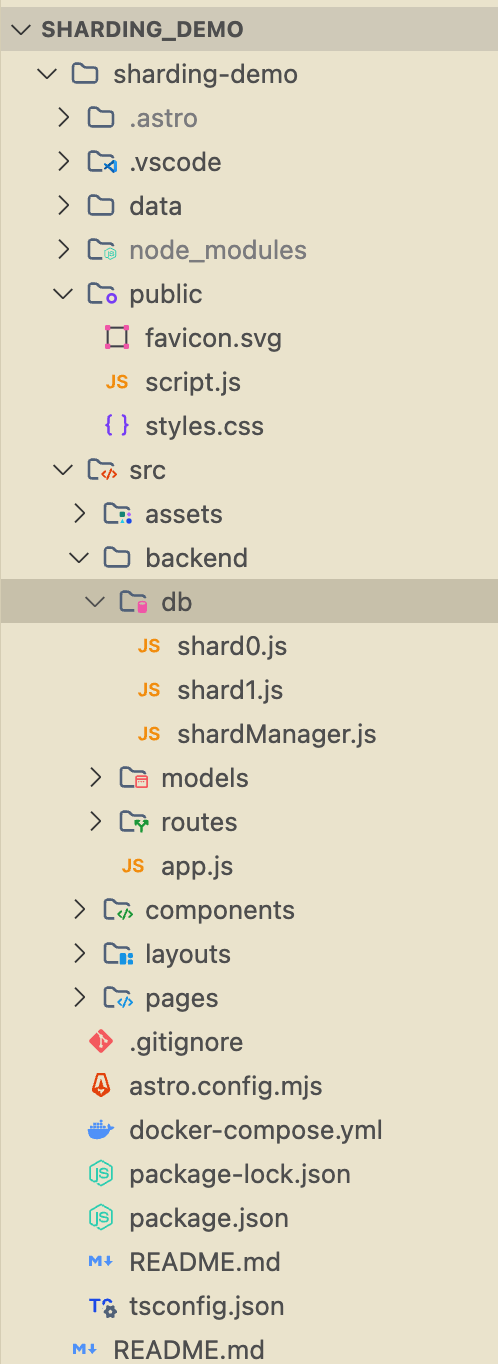 SHARDING_DEMO
sharding-demo
.astro
.vscode
data
node_modules
public
favicon.svg
JS script.js
{ } styles.css
src
assets
backend
db
JS shard0.js
JS shard1.js
JS shardManager.js
models
routes
JS app.js
components
layouts
pages
.gitignore
astro.config.mjs
docker-compose.yml
JS package-lock.json
JS package.json
M↓ README.md
TS tsconfig.json
M↓ README.md